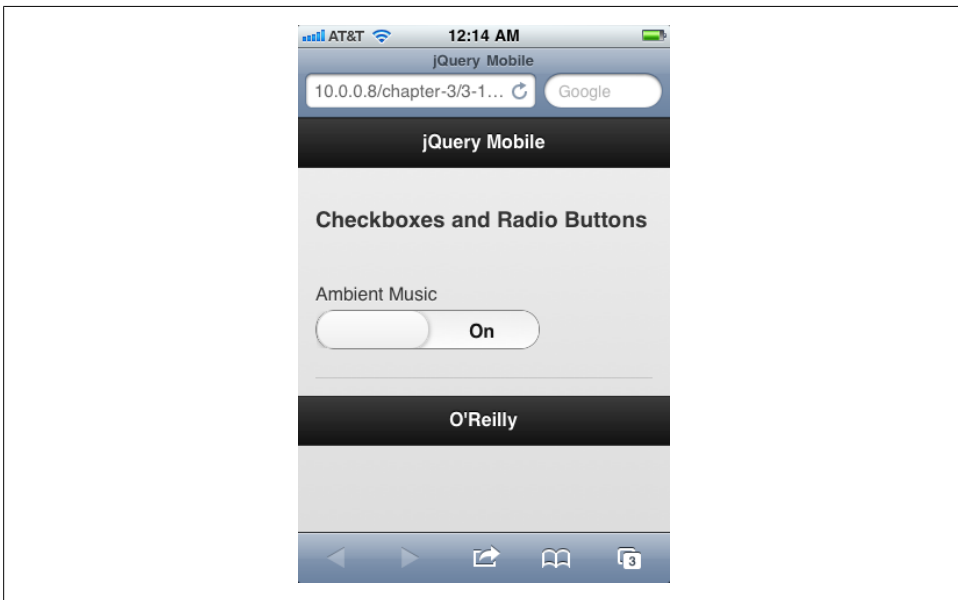 AT&T 12:14 AM
jQuery Mobile
10.0.0.8/chapter-3/3-1... Google
jQuery Mobile
Checkboxes and Radio Buttons
Ambient Music
On
O'Reilly
3